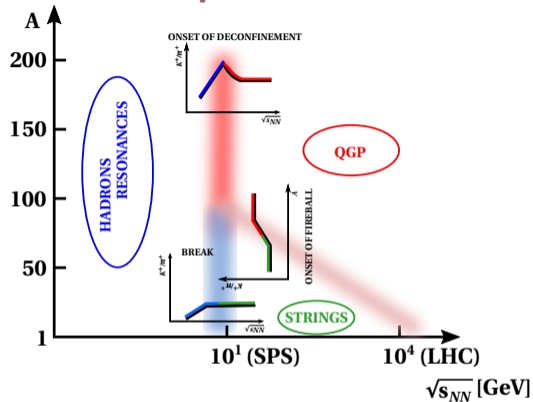 A
ONSET OF DECONFINEMENT
K⁺/π⁺
√sNN
200
150
100
50
1
HADRONS
RESONANCES
QGP
A
ONSET OF FIREBALL
K⁺/π⁺
BREAK
K⁺/π⁺
√sNN
STRINGS
10¹ (SPS)
10⁴ (LHC)
√sNN [GeV]